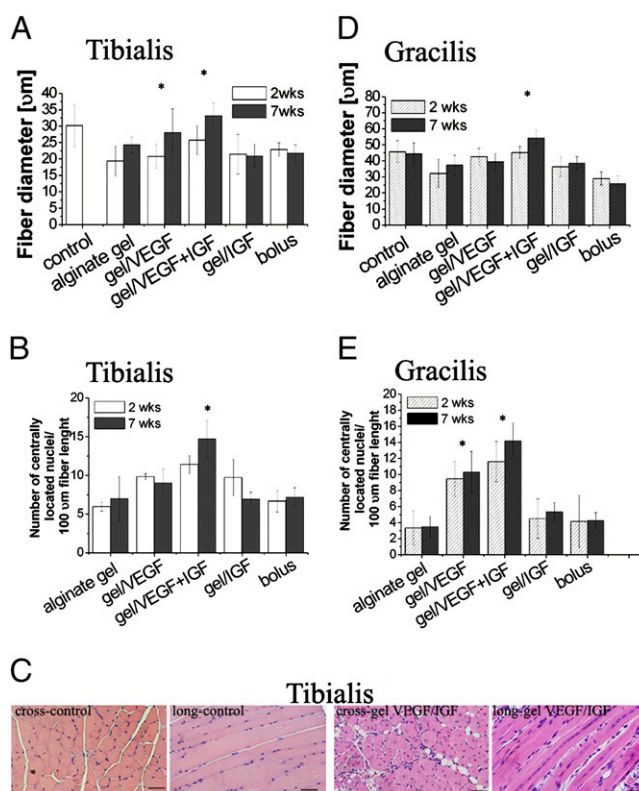 A
Tibialis
Fiber diameter [υm]
40
35
30
25
20
15
10
5
0
2wks
7wks
*
*
control
alginate gel
gel/VEGF
gel/VEGF+IGF
gel/IGF
bolus
D
Gracilis
Fiber diameter [υm]
80
70
60
50
40
30
20
10
0
2 wks
7 wks
*
control
alginate gel
gel/VEGF
gel/VEGF+IGF
gel/IGF
bolus
B
Tibialis
Number of centrally
located nuclei/
100 um fiber lenght
20
15
10
5
0
2 wks
7 wks
*
alginate gel
gel/VEGF
gel/VEGF+IGF
gel/IGF
bolus
E
Gracilis
Number of centrally
located nuclei/
100 um fiber lenght
20
16
14
12
10
8
6
4
2
0
2 wks
7 wks
*
*
alginate gel
gel/VEGF
gel/VEGF+IGF
gel/IGF
bolus
C
Tibialis
cross-control
long-control
cross-gel VEGF/IGF
long-gel VEGF/IGF